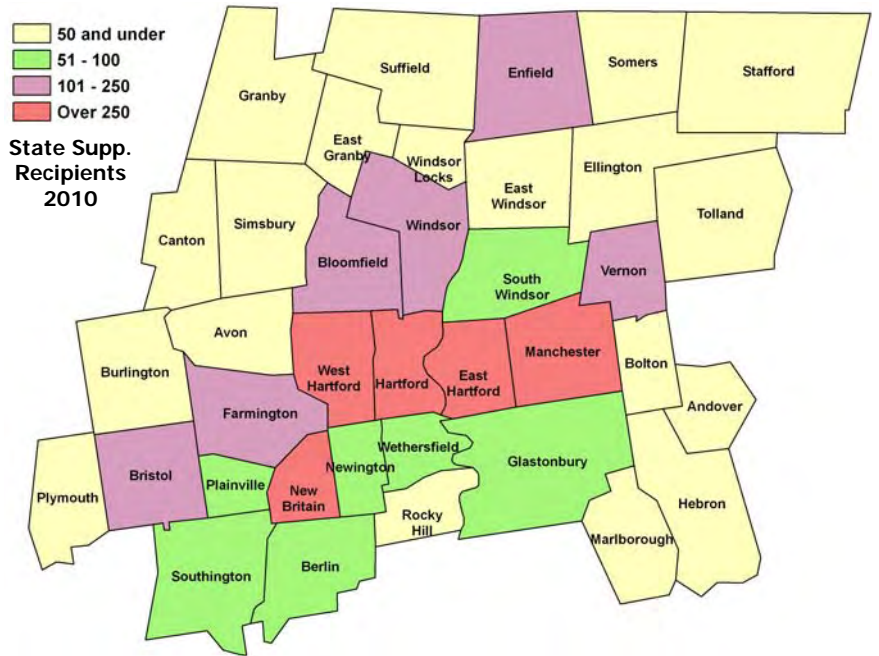 50 and under
51 - 100
101 - 250
Over 250
State Supp.
Recipients
2010
Granby
Suffield
Enfield
Somers
Stafford
East
Granby
Windsor
Locks
East
Windsor
Ellington
Tolland
Canton
Simsbury
Bloomfield
Windsor
South
Windsor
Vernon
Burlington
Avon
West
Hartford
Hartford
East
Hartford
Manchester
Bolton
Andover
Farmington
Plymouth
Bristol
Plainville
New
Britain
Newington
Wethersfield
Glastonbury
Rocky
Hill
Marlborough
Hebron
Southington
Berlin